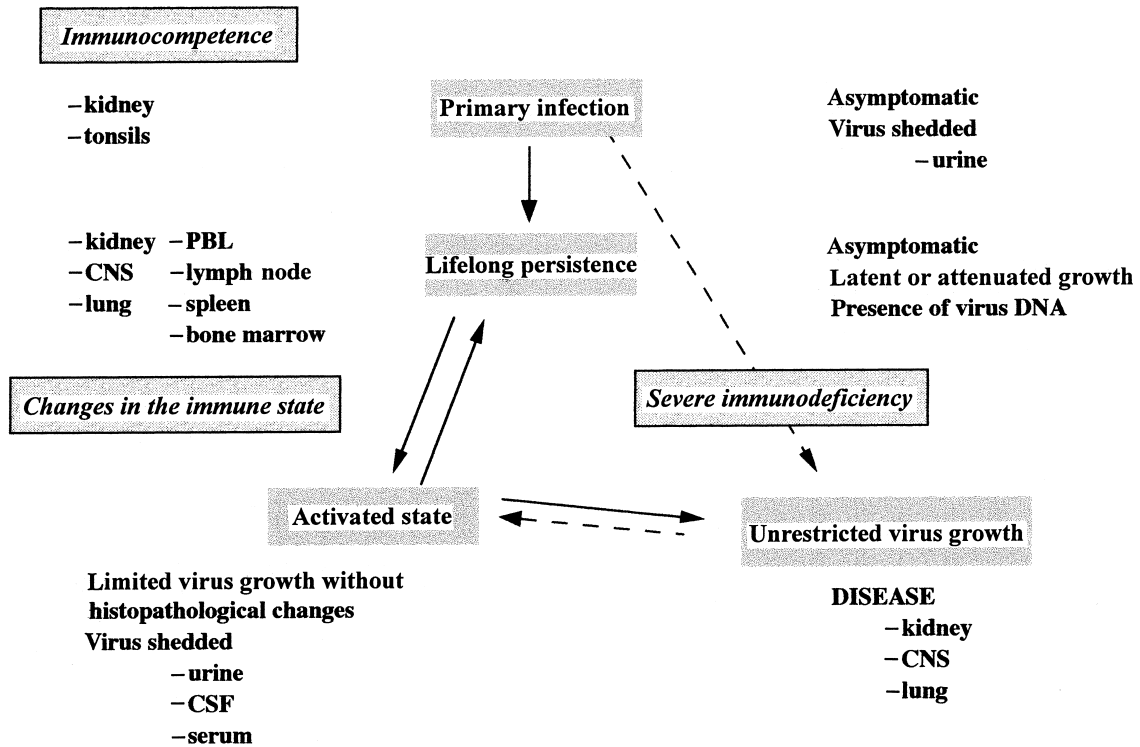 Immunocompetence
–kidney
–tonsils
Primary infection
Asymptomatic
Virus shedded
–urine
–kidney –PBL
–CNS –lymph node
–lung –spleen
–bone marrow
Lifelong persistence
Asymptomatic
Latent or attenuated growth
Presence of virus DNA
Changes in the immune state
Severe immunodeficiency
Activated state
Unrestricted virus growth
Limited virus growth without
histopathological changes
Virus shedded
–urine
–CSF
–serum
DISEASE
–kidney
–CNS
–lung